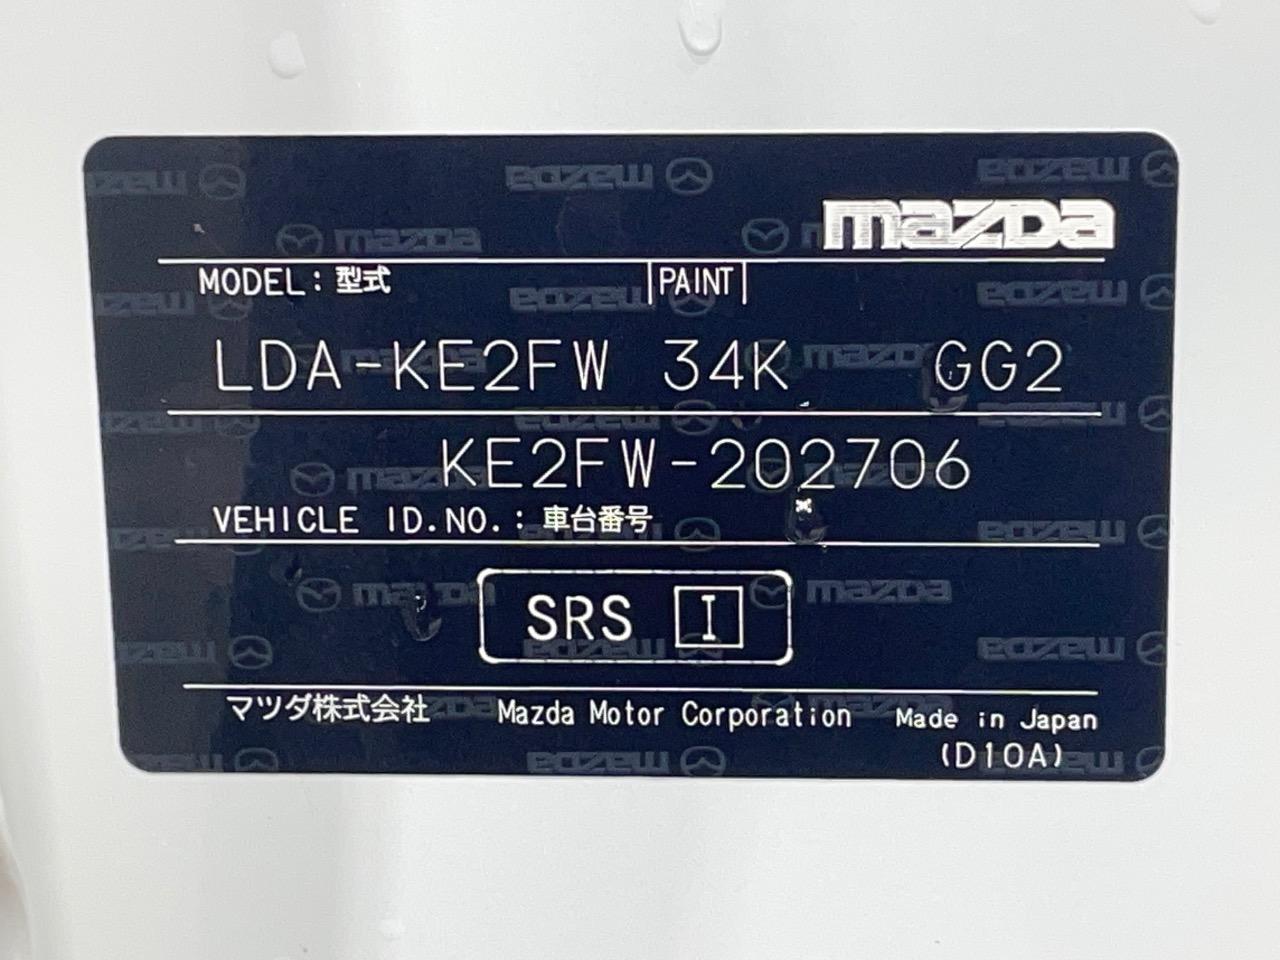 mazda
MODEL : 型式 PAINT
LDA-KE2FW 34K GG2
KE2FW-202706
VEHICLE ID.NO. : 車台番号
SRS I
マツダ株式会社 Mazda Motor Corporation Made in Japan
(D10A)